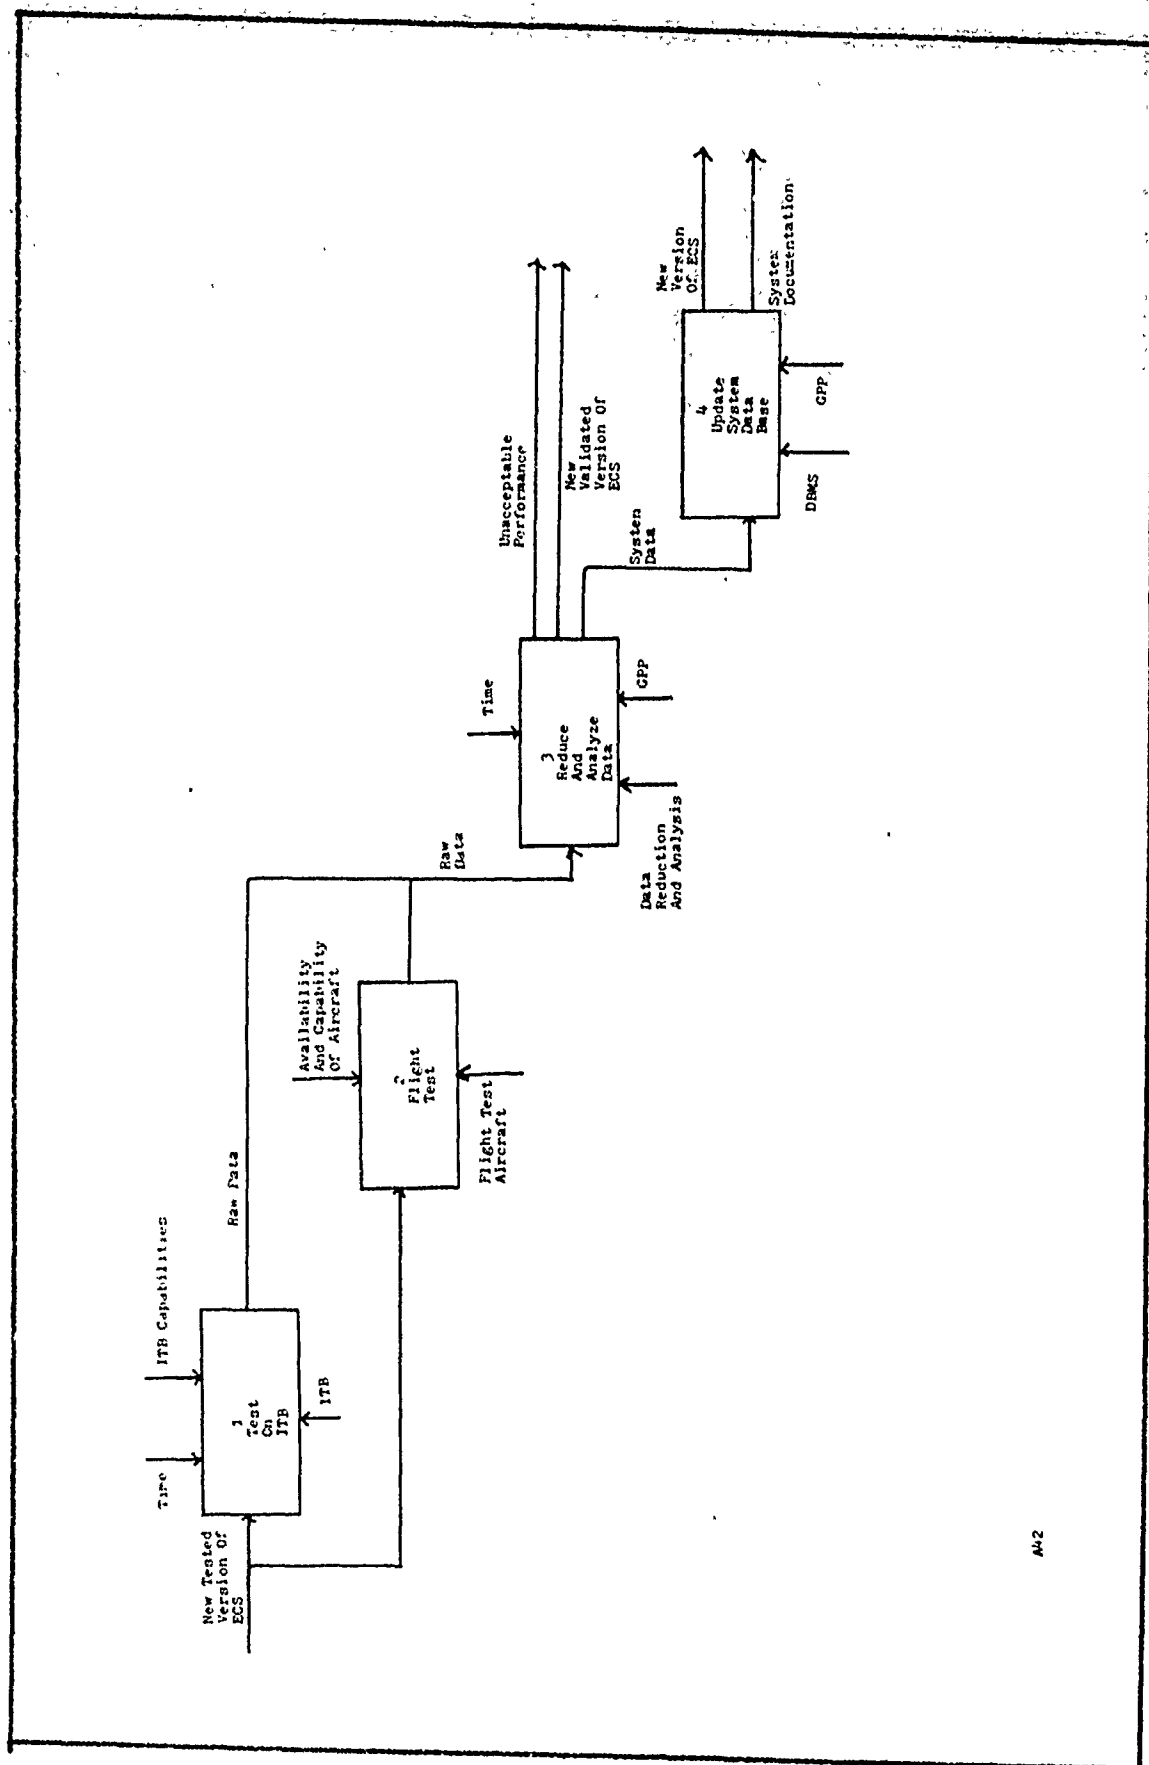 New Tested
Version Of
ECS
Time
ITB Capabilities
1
Test
On
ITB
ITB
Raw Data
Availability
And Capability
Of Aircraft
2
Flight
Test
Flight Test
Aircraft
Raw
Data
Time
3
Reduce
And
Analyze
Data
Data
Reduction
And Analysis
GPP
Unacceptable
Performance
New
Validated
Version Of
ECS
System
Data
4
Update
System
Data
Base
DBMS
GPP
New
Version
Of ECS
System
Documentation
A42